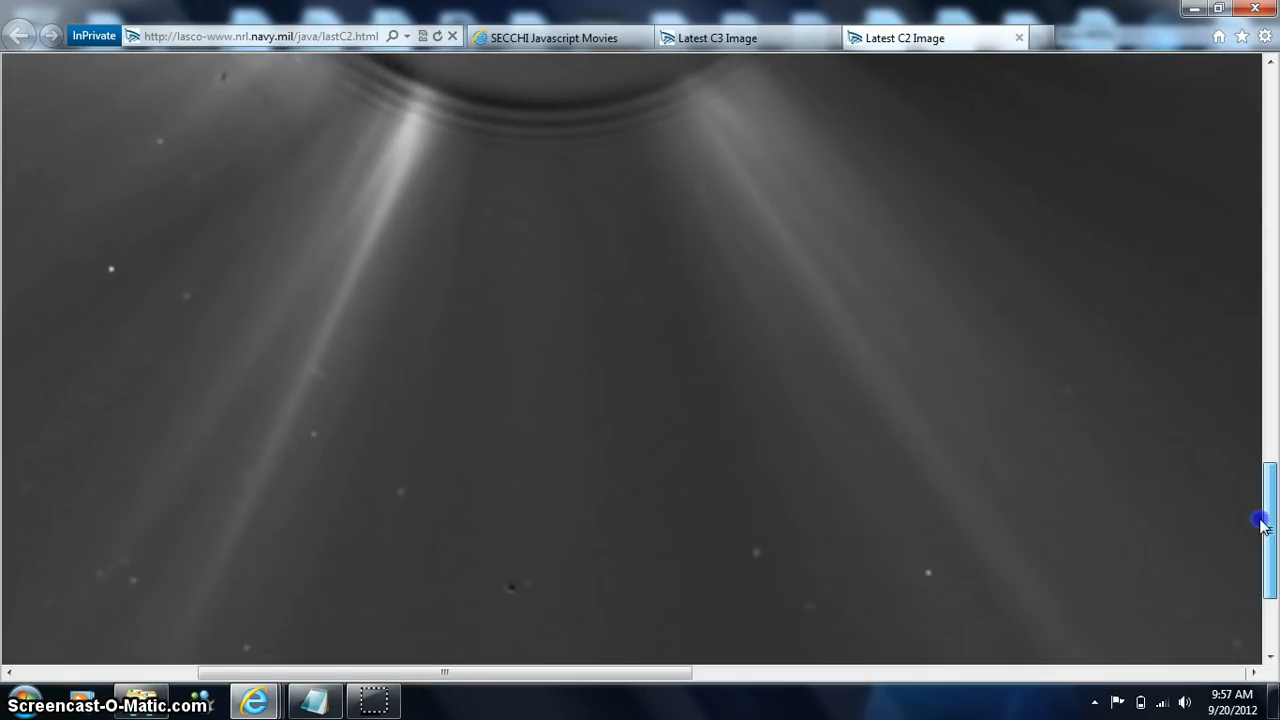 InPrivate
http://lasco-www.nrl.navy.mil/java/lastC2.html
SECCHI Javascript Movies
Latest C3 Image
Latest C2 Image
9:57 AM
9/20/2012
Screencast-O-Matic.com